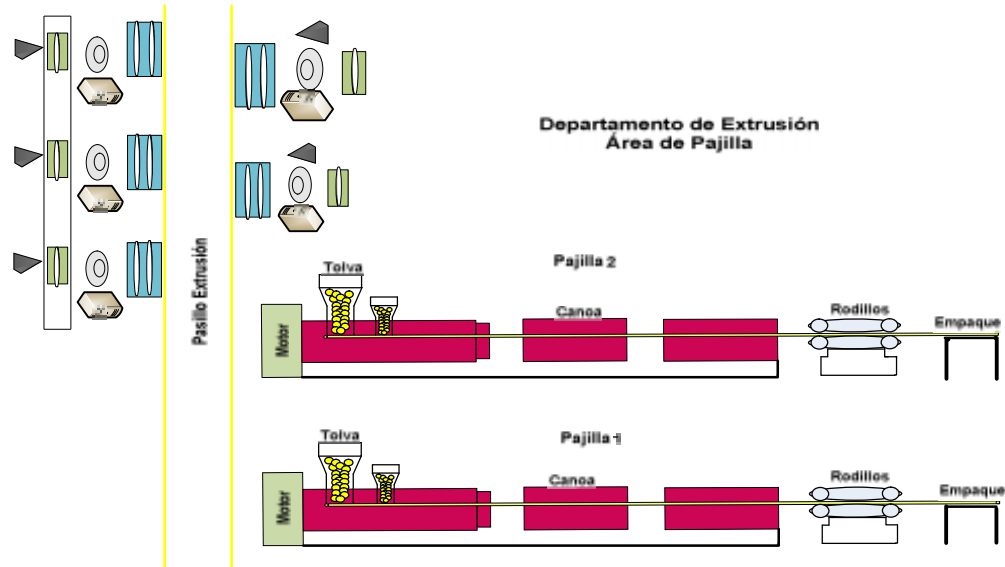 Departamento de Extrusión
Área de Pajilla
Pasillo Extrusión
Pajilla 2
Tolva
Motor
Canoa
Rodillos
Empaque
Pajilla 1
Tolva
Motor
Canoa
Rodillos
Empaque